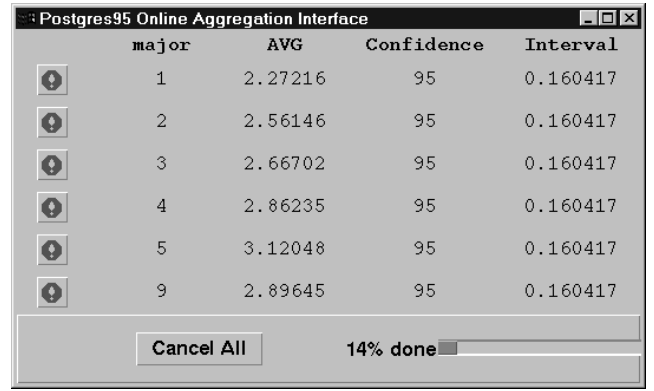 Postgres95 Online Aggregation Interface
major AVG Confidence Interval
1 2.27216 95 0.160417
2 2.56146 95 0.160417
3 2.66702 95 0.160417
4 2.86235 95 0.160417
5 3.12048 95 0.160417
9 2.89645 95 0.160417
Cancel All 14% done